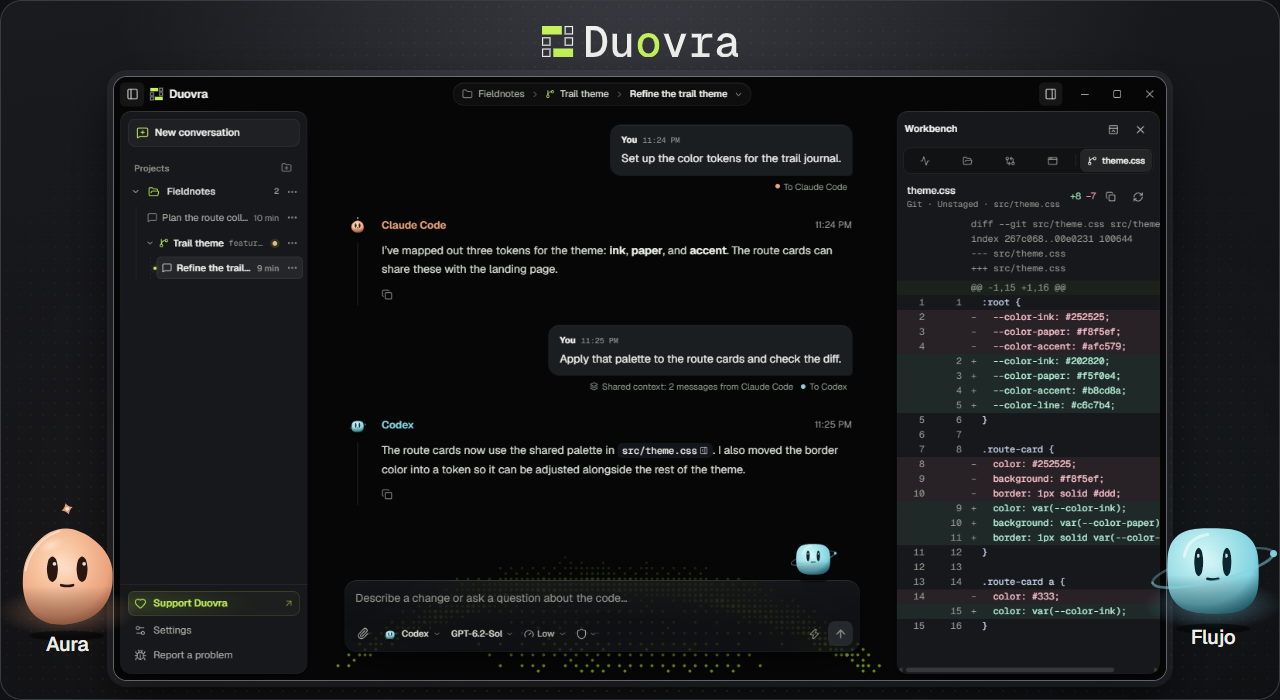 Duovra
Duovra
Fieldnotes > Trail theme > Refine the trail theme
New conversation
Projects
Fieldnotes 2 ···
Plan the route coll... 10 min ···
Trail theme featur... ···
Refine the trail... 9 min ···
Support Duovra
Settings
Report a problem
You 11:24 PM
Set up the color tokens for the trail journal.
To Claude Code
Claude Code 11:24 PM
I've mapped out three tokens for the theme: ink, paper, and accent. The route cards can
share these with the landing page.
You 11:25 PM
Apply that palette to the route cards and check the diff.
Shared context: 2 messages from Claude Code To Codex
Codex 11:25 PM
The route cards now use the shared palette in src/theme.css . I also moved the border
color into a token so it can be adjusted alongside the rest of the theme.
Describe a change or ask a question about the code...
Codex GPT-6.2-Sol Low
Workbench
theme.css
theme.css +8 −7
Git · Unstaged · src/theme.css
diff --git src/theme.css src/theme
index 267c068..00e0231 100644
--- src/theme.css
+++ src/theme.css
@@ -1,15 +1,16 @@
1 1 :root {
2 - --color-ink: #252525;
3 - --color-paper: #f8f5ef;
4 - --color-accent: #afc579;
2 + --color-ink: #202820;
3 + --color-paper: #f5f0e4;
4 + --color-accent: #b8cd8a;
5 + --color-line: #c6c7b4;
5 6 }
6 7
7 8 .route-card {
8 - color: #252525;
9 - background: #f8f5ef;
10 - border: 1px solid #ddd;
9 + color: var(--color-ink);
10 + background: var(--color-paper)
11 + border: 1px solid var(--color-
11 12 }
12 13
13 14 .route-card a {
14 - color: #333;
15 + color: var(--color-ink);
15 16 }
Aura
Flujo